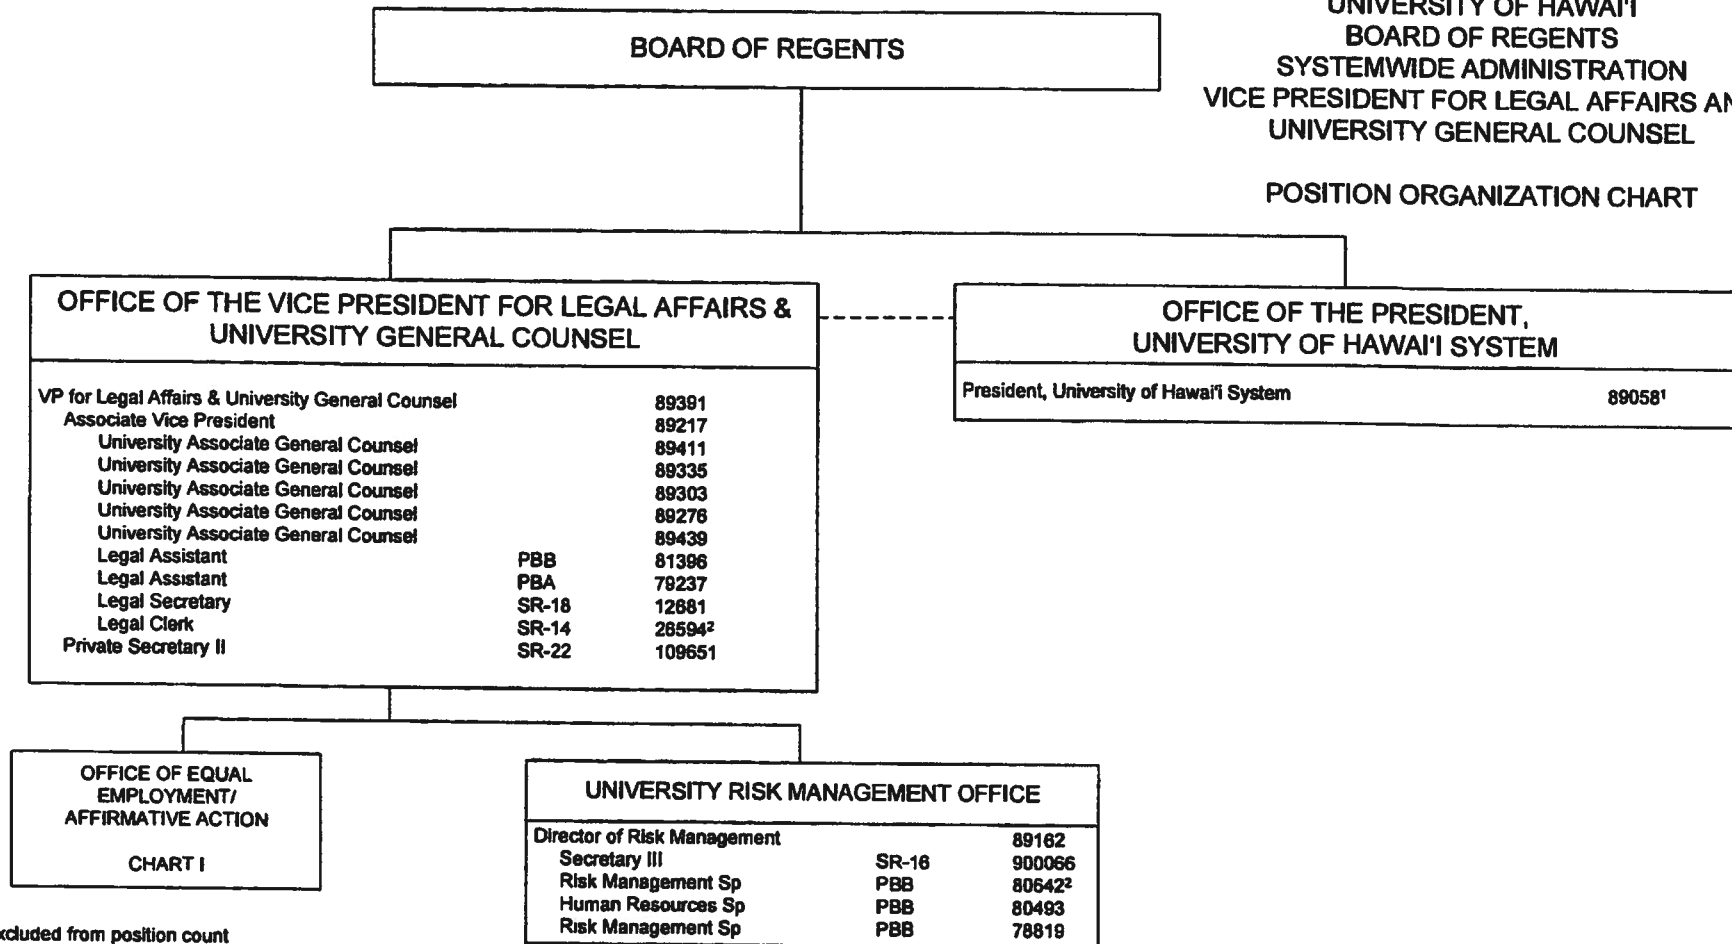 UNIVERSITY OF HAWAI'I
BOARD OF REGENTS
SYSTEMWIDE ADMINISTRATION
VICE PRESIDENT FOR LEGAL AFFAIRS
UNIVERSITY GENERAL COUNSEL
POSITION ORGANIZATION CHART
BOARD OF REGENTS
OFFICE OF THE VICE PRESIDENT FOR LEGAL AFFAIRS &
UNIVERSITY GENERAL COUNSEL
VP for Legal Affairs & University General Counsel 89391
Associate Vice President 89217
University Associate General Counsel 89411
University Associate General Counsel 89335
University Associate General Counsel 89303
University Associate General Counsel 89276
University Associate General Counsel 89439
Legal Assistant PBB 81396
Legal Assistant PBA 79237
Legal Secretary SR-18 12681
Legal Clerk SR-14 26594²
Private Secretary II SR-22 109651
OFFICE OF THE PRESIDENT,
UNIVERSITY OF HAWAI'I SYSTEM
President, University of Hawai'i System 89058¹
OFFICE OF EQUAL
EMPLOYMENT/
AFFIRMATIVE ACTION
CHART I
UNIVERSITY RISK MANAGEMENT OFFICE
Director of Risk Management 89162
Secretary III SR-16 900066
Risk Management Sp PBB 80642²
Human Resources Sp PBB 80493
Risk Management Sp PBB 78819
xcluded from position count